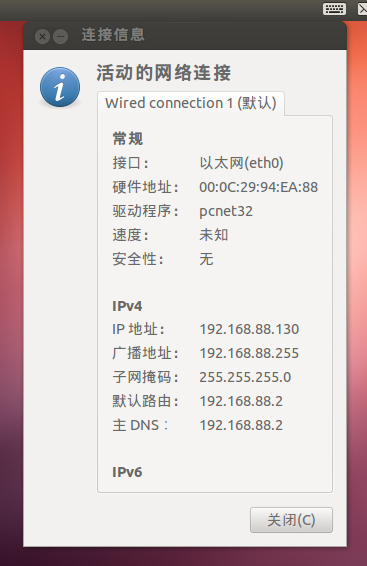 连接信息
活动的网络连接
Wired connection 1 (默认)
常规
接口： 以太网(eth0)
硬件地址： 00:0C:29:94:EA:88
驱动程序： pcnet32
速度： 未知
安全性： 无
IPv4
IP 地址： 192.168.88.130
广播地址： 192.168.88.255
子网掩码： 255.255.255.0
默认路由： 192.168.88.2
主 DNS： 192.168.88.2
IPv6
关闭(C)